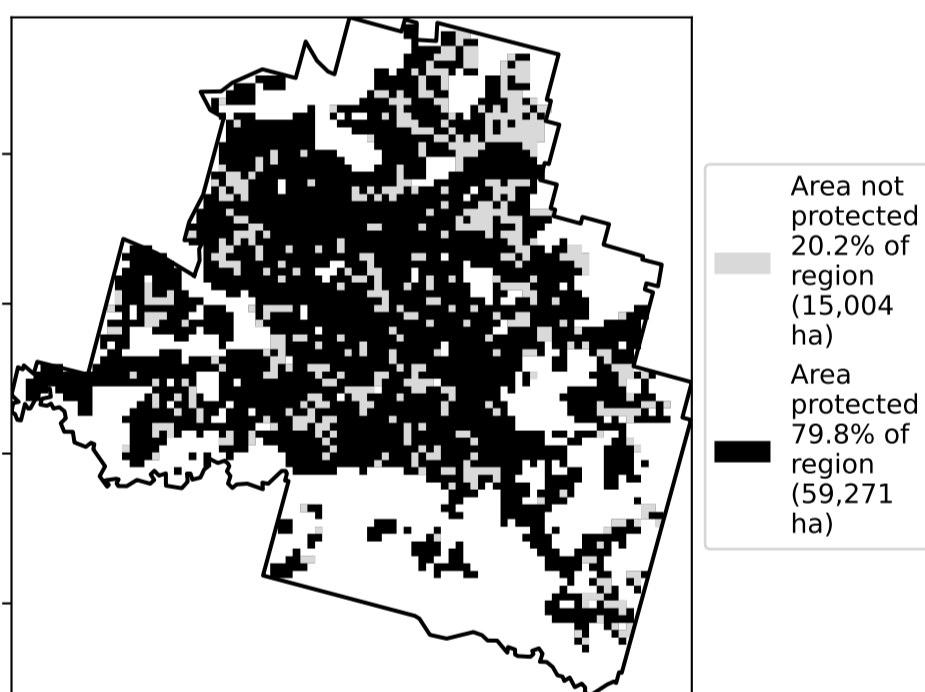 Area not
protected
20.2% of
region
(15,004
ha)
Area
protected
79.8% of
region
(59,271
ha)